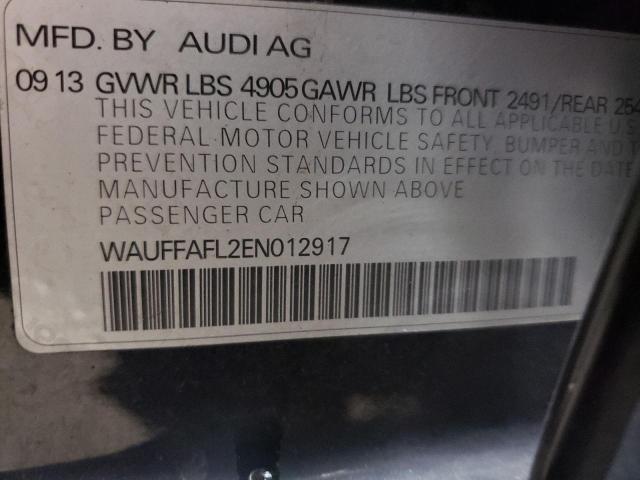 MFD. BY AUDI AG
09 13 GVWR LBS 4905 GAWR LBS FRONT 2491/REAR
THIS VEHICLE CONFORMS TO ALL APPLICABLE U.S
FEDERAL MOTOR VEHICLE SAFETY, BUMPER AND
PREVENTION STANDARDS IN EFFECT ON THE DATE
MANUFACTURE SHOWN ABOVE
PASSENGER CAR
WAUFFAFL2EN012917